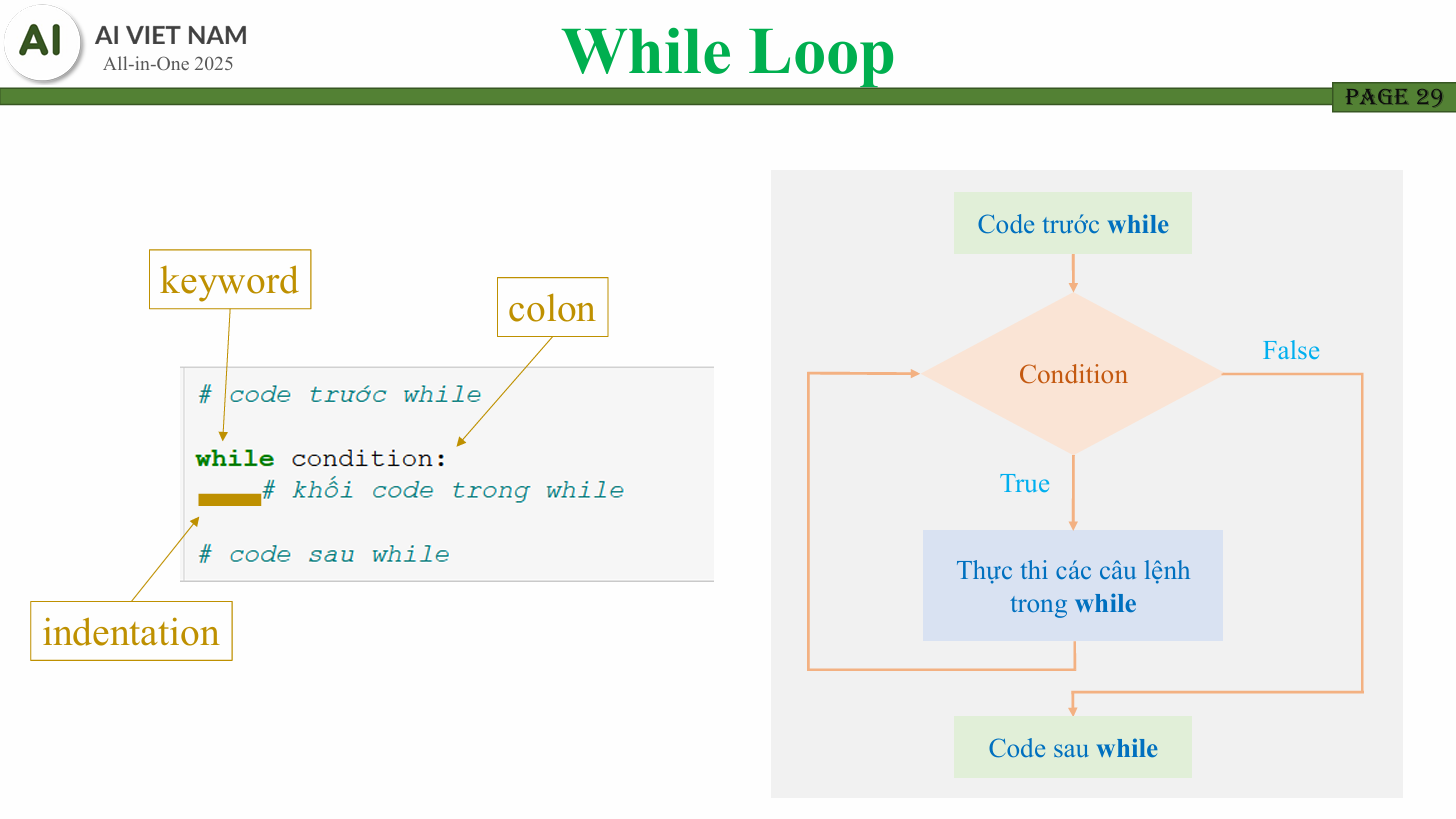 AI
AI VIET NAM
All-in-One 2025
While Loop
PAGE 29
keyword
colon
# code trước while
while condition:
# khối code trong while
# code sau while
indentation
Code trước while
Condition
False
True
Thực thi các câu lệnh
trong while
Code sau while